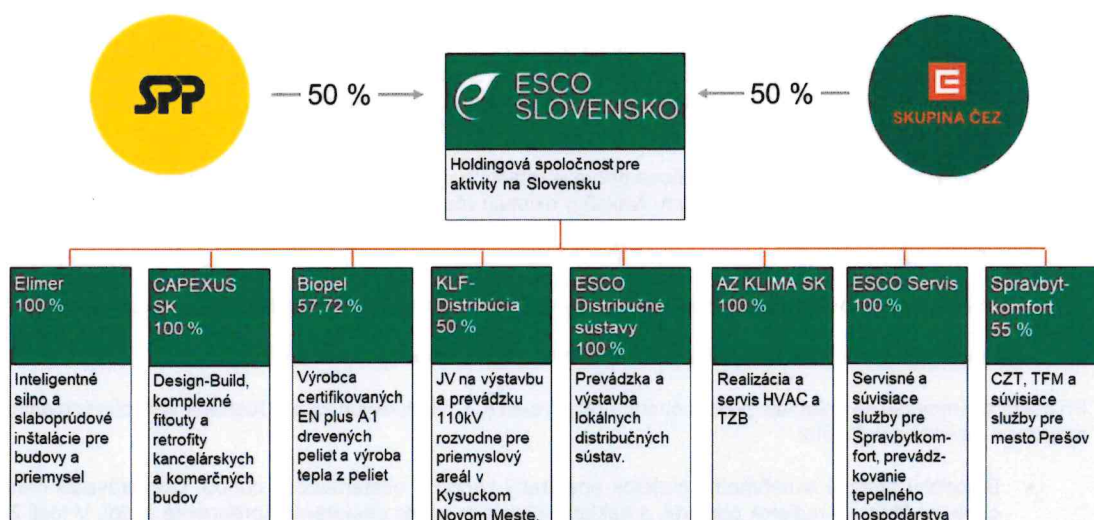 SPP
50 %
ESCO
SLOVENSKO
50 %
SKUPINA ČEZ
Holdingová spoločnosť pre
aktivity na Slovensku
Elimer
100 %
Inteligentné
silno a
slaboprúdové
inštalácie pre
budovy a
priemysel
CAPEXUS
SK
100 %
Design-Build,
komplexné
fitouty a
retrofity
kancelárskych
a komerčných
budov
Biopel
57,72 %
Výrobca
certifikovaných
EN plus A1
drevených
peliet a výroba
tepla z peliet
KLF-
Distribúcia
50 %
JV na výstavbu
a prevádzku
110kV
rozvodne pre
priemyslový
areál v
Kysuckom
Novom Meste.
ESCO
Distribučné
sústavy
100 %
Prevádzka a
výstavba
lokálnych
distribučných
sústav.
AZ KLIMA SK
100 %
Realizácia a
servis HVAC a
TZB
ESCO Servis
100 %
Servisné a
súvisiace
služby pre
Spravbytkom-
fort, prevádz-
kovanie
tepelného
hospodárstva
Spravbyt-
komfort
55 %
CZT, TFM a
súvisiace
služby pre
mesto Prešov